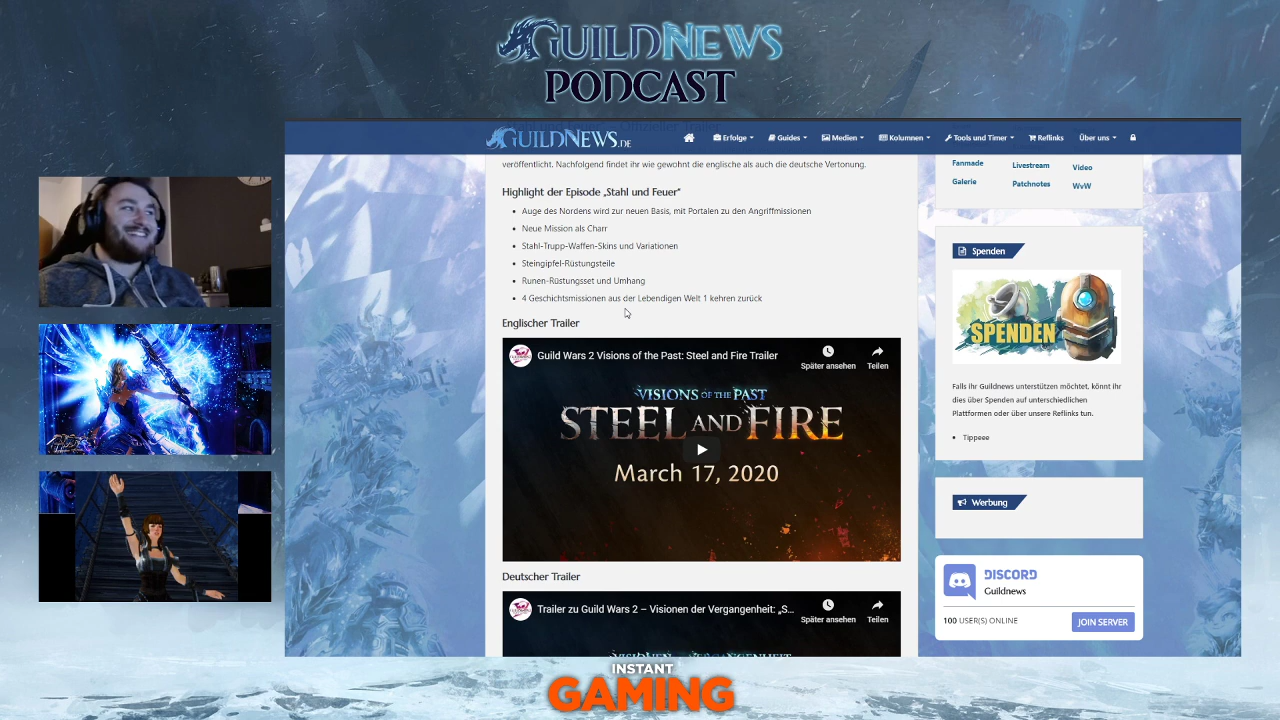 GUILDNEWS
PODCAST
GUILDNEWS.DE
Erfolge
Guides
Medien
Kolumnen
Tools und Timer
Reflinks
Über uns
veröffentlicht. Nachfolgend findet ihr wie gewohnt die englische als auch die deutsche Vertonung.
Highlight der Episode „Stahl und Feuer“
Auge des Nordens wird zur neuen Basis, mit Portalen zu den Angriffmissionen
Neue Mission als Charr
Stahl-Trupp-Waffen-Skins und Variationen
Steingipfel-Rüstungsteile
Runen-Rüstungsset und Umhang
4 Geschichtsmissionen aus der Lebendigen Welt 1 kehren zurück
Englischer Trailer
Guild Wars 2 Visions of the Past: Steel and Fire Trailer
Später ansehen
Teilen
VISIONS OF THE PAST
STEEL AND FIRE
March 17, 2020
Deutscher Trailer
Trailer zu Guild Wars 2 – Visionen der Vergangenheit: „S...
Später ansehen
Teilen
Fanmade
Livestream
Video
Galerie
Patchnotes
WvW
Spenden
SPENDEN
Falls ihr Guildnews unterstützen möchtet, könnt ihr
dies über Spenden auf unterschiedlichen
Plattformen oder über unsere Reflinks tun.
Tippeee
Werbung
DISCORD
Guildnews
100 USER(S) ONLINE
JOIN SERVER
INSTANT
GAMING